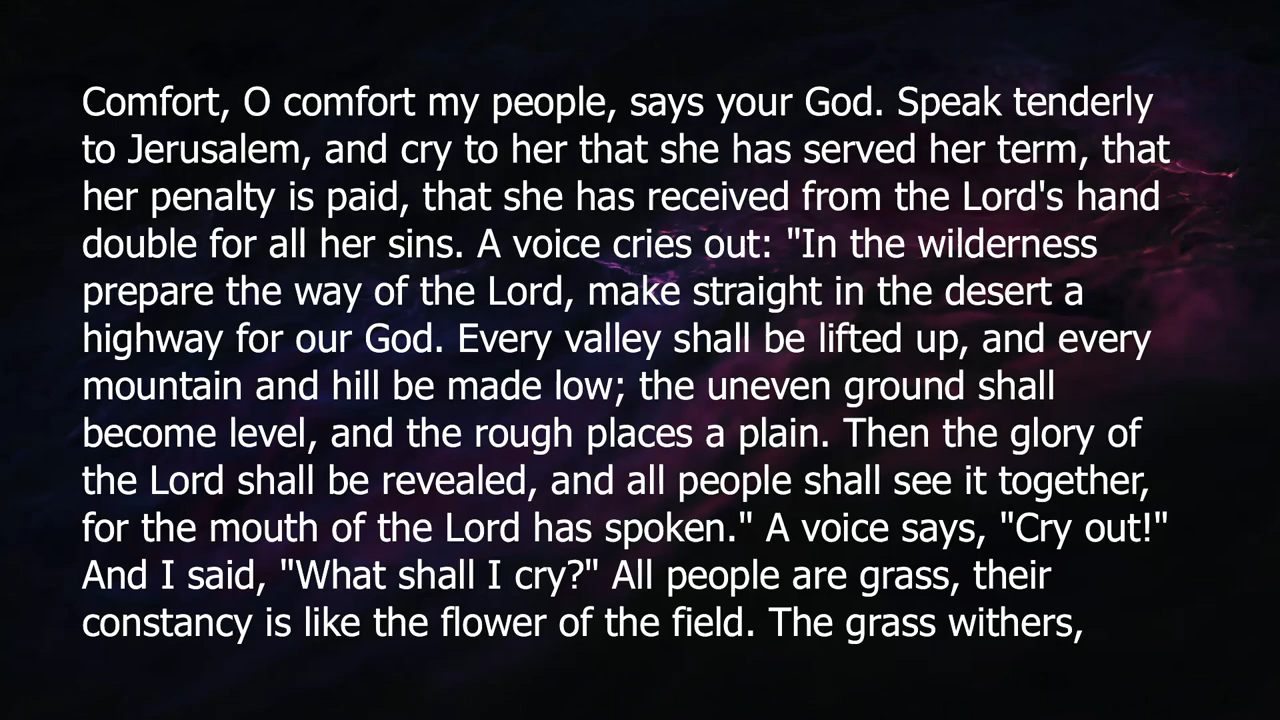 Comfort, O comfort my people, says your God. Speak tenderly
to Jerusalem, and cry to her that she has served her term, that
her penalty is paid, that she has received from the Lord's hand
double for all her sins. A voice cries out: "In the wilderness
prepare the way of the Lord, make straight in the desert a
highway for our God. Every valley shall be lifted up, and every
mountain and hill be made low; the uneven ground shall
become level, and the rough places a plain. Then the glory of
the Lord shall be revealed, and all people shall see it together,
for the mouth of the Lord has spoken." A voice says, "Cry out!"
And I said, "What shall I cry?" All people are grass, their
constancy is like the flower of the field. The grass withers,